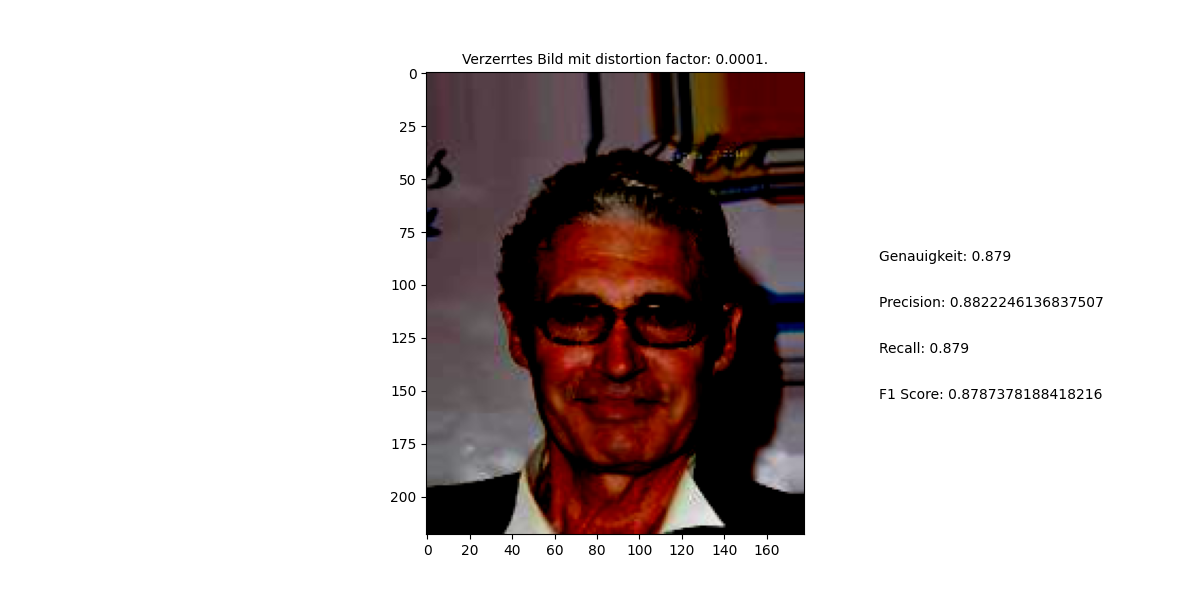 Verzerrtes Bild mit distortion factor: 0.0001.
0
25
50
75
100
125
150
175
200
0 20 40 60 80 100 120 140 160
Genauigkeit: 0.879
Precision: 0.8822246136837507
Recall: 0.879
F1 Score: 0.8787378188418216